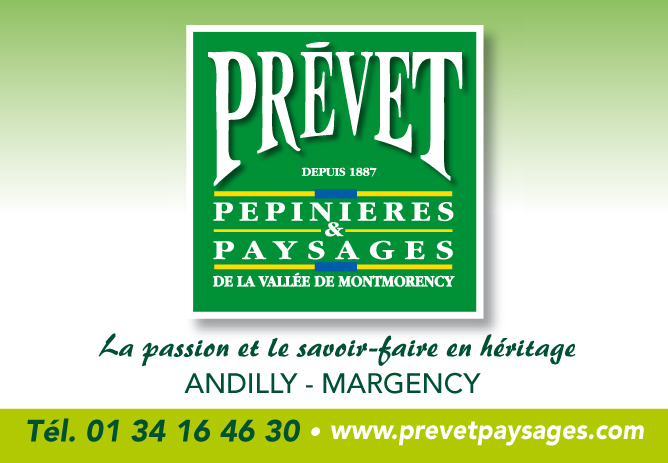 PRÉVET
DEPUIS 1887
PEPINIERES
&
PAYSAGES
DE LA VALLÉE DE MONTMORENCY
La passion et le savoir-faire en héritage
ANDILLY - MARGENCY
Tél. 01 34 16 46 30 • www.prevetpaysages.com